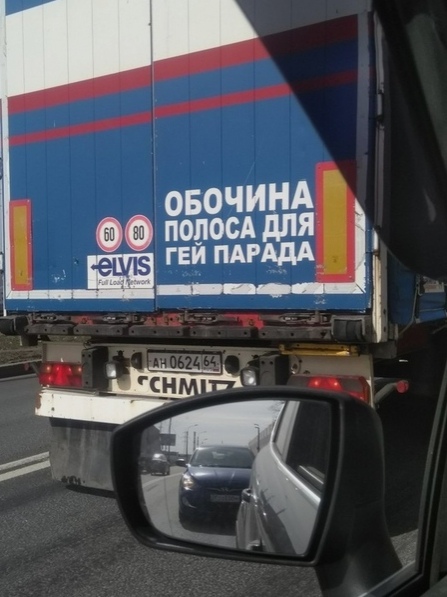 ОБОЧИНА
ПОЛОСА ДЛЯ
ГЕЙ ПАРАДА
60 80
ELVIS
Full Load Network
АН 0624 64
SCHMITZ